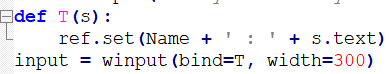 def T(s):
    ref.set(Name + ' : ' + s.text)
input = winput(bind=T, width=300)